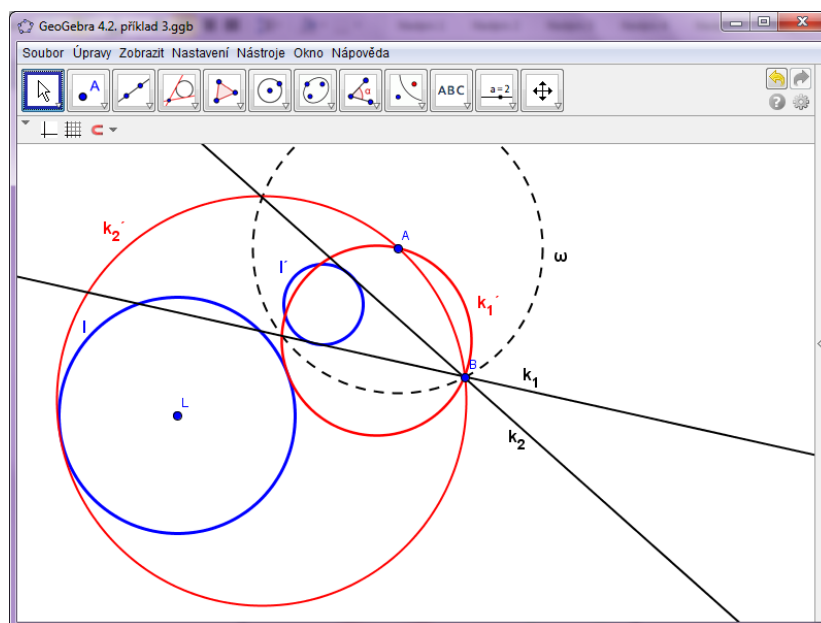 GeoGebra 4.2. příklad 3.ggb
Soubor Úpravy Zobrazit Nastavení Nástroje Okno Nápověda
A α ABC a=2
k₂´
A
ω
l´
k₁´
l
B
k₁
L
k₂